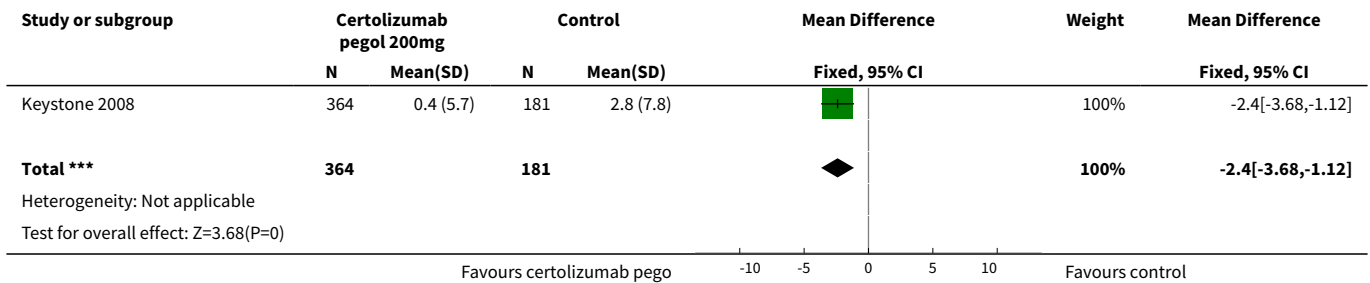 Study or subgroup Certolizumab pegol 200mg Control Mean Difference Weight Mean Difference
N Mean(SD) N Mean(SD) Fixed, 95% CI Fixed, 95% CI
Keystone 2008 364 0.4 (5.7) 181 2.8 (7.8) 100% -2.4[-3.68,-1.12]
Total *** 364 181 100% -2.4[-3.68,-1.12]
Heterogeneity: Not applicable
Test for overall effect: Z=3.68(P=0)
Favours certolizumab pego -10 -5 0 5 10 Favours control